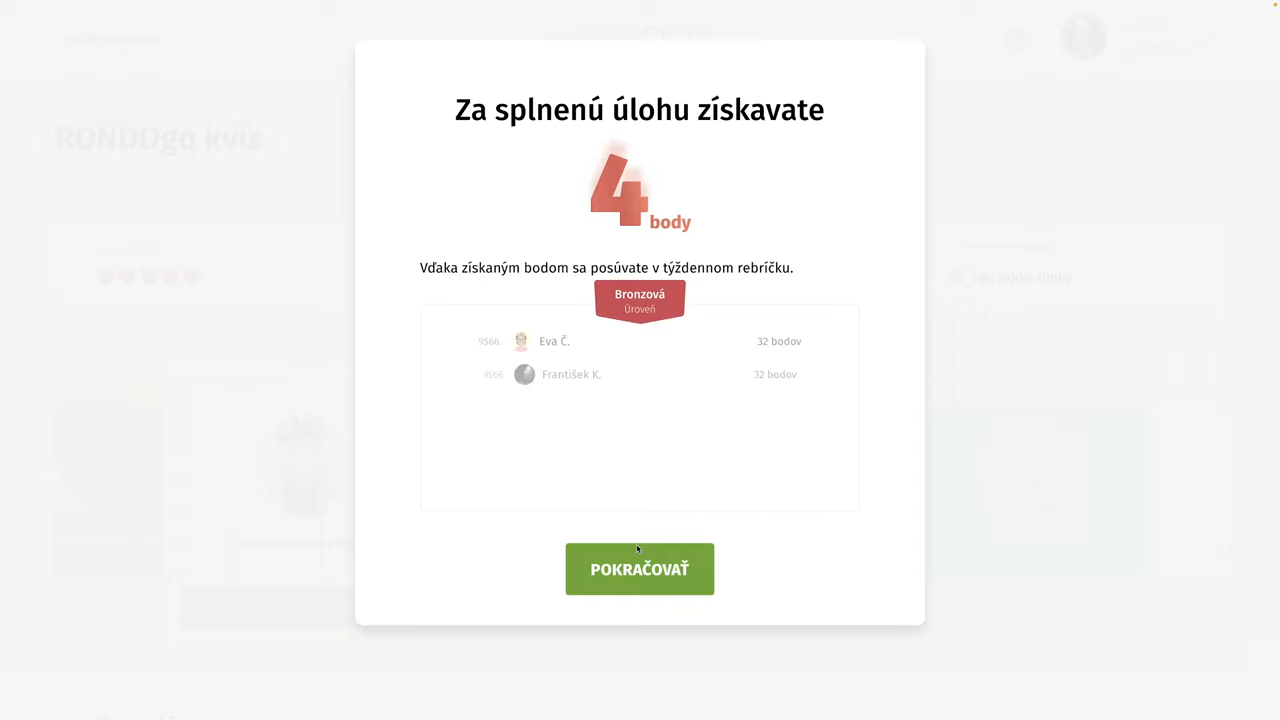 Za splnenú úlohu získavate
4 body
Vďaka získaným bodom sa posúvate v týždennom rebríčku.
Bronzová
Úroveň
9566. Eva Č. 32 bodov
9566 František K. 32 bodov
POKRAČOVAŤ
RONDOga kvíz